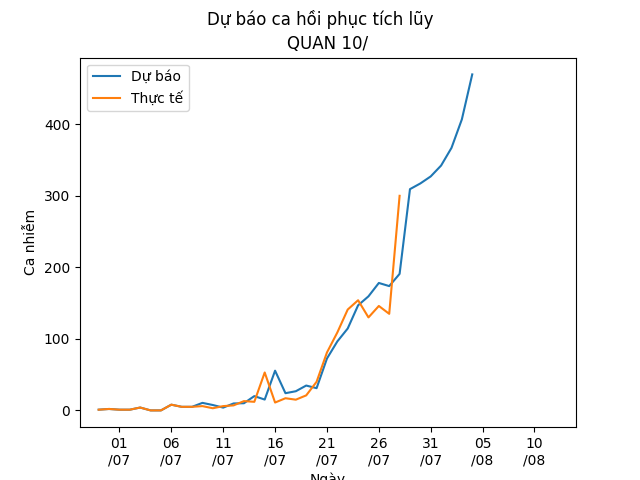 Dự báo ca hồi phục tích lũy
QUAN 10/
Dự báo
Thực tế
Ca nhiễm
400
300
200
100
0
01 06 11 16 21 26 31 05 10
/07 /07 /07 /07 /07 /07 /07 /08 /08
Ngày